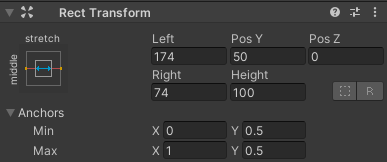 Rect Transform
stretch
middle
Left Pos Y Pos Z
174 50 0
Right Height
74 100
R
Anchors
Min X 0 Y 0.5
Max X 1 Y 0.5